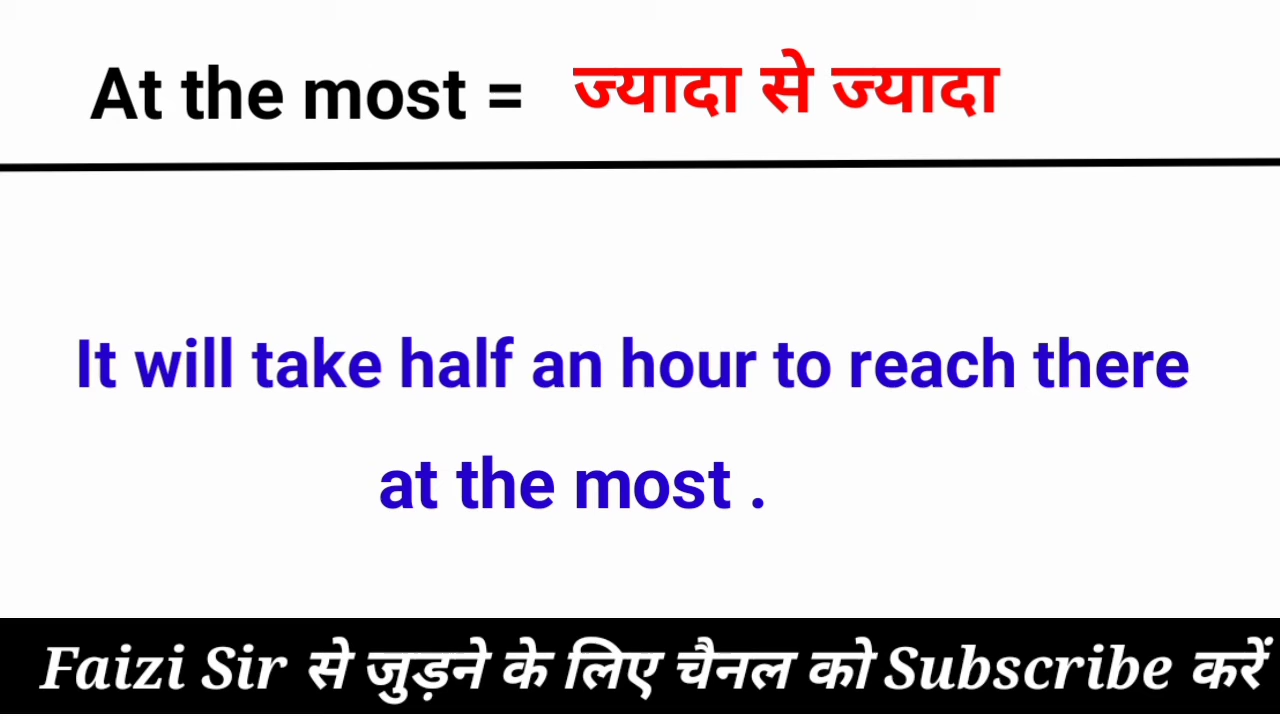 At the most = ज्यादा से ज्यादा
It will take half an hour to reach there
at the most .
Faizi Sir से जुड़ने के लिए चैनल को Subscribe करें